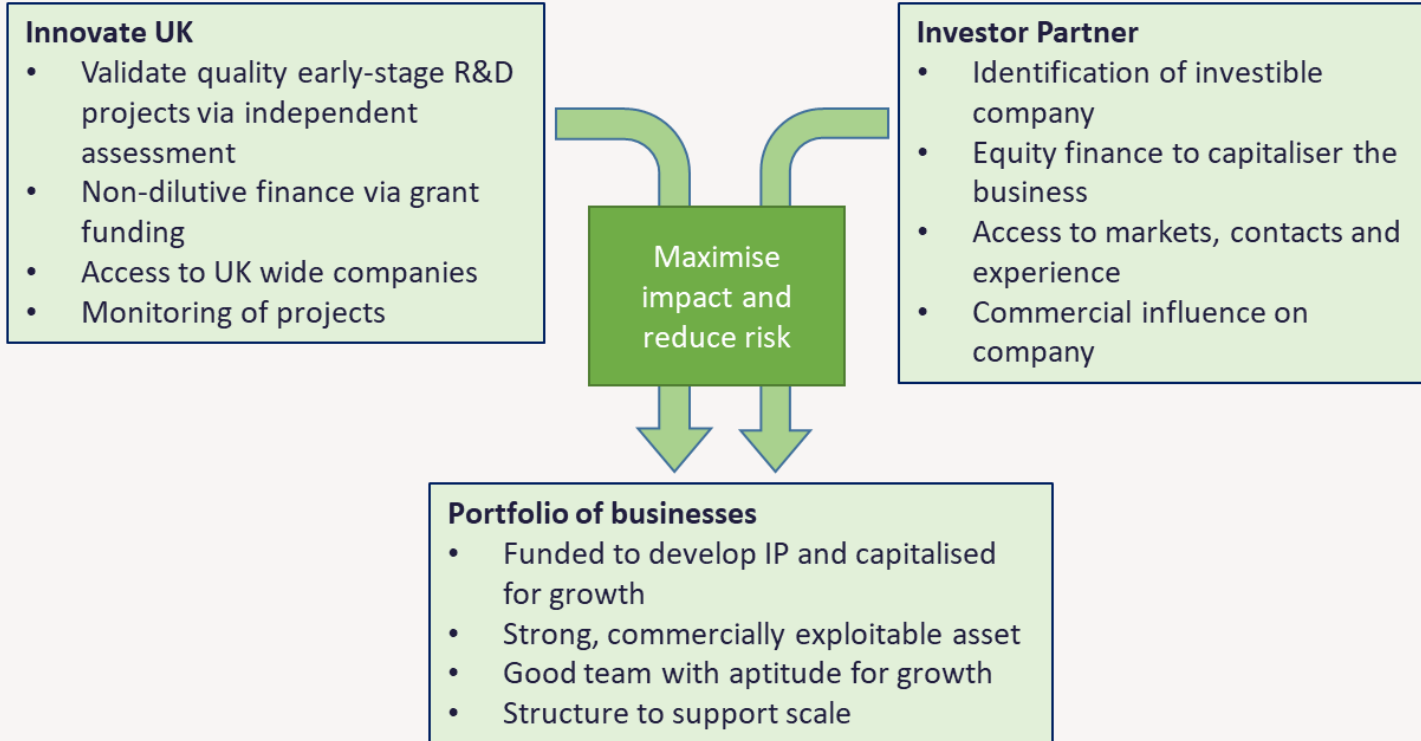 Innovate UK
• Validate quality early-stage R&D
projects via independent
assessment
• Non-dilutive finance via grant
funding
• Access to UK wide companies
• Monitoring of projects
Investor Partner
• Identification of investible
company
• Equity finance to capitaliser the
business
• Access to markets, contacts and
experience
• Commercial influence on
company
Maximise
impact and
reduce risk
Portfolio of businesses
• Funded to develop IP and capitalised
for growth
• Strong, commercially exploitable asset
• Good team with aptitude for growth
• Structure to support scale